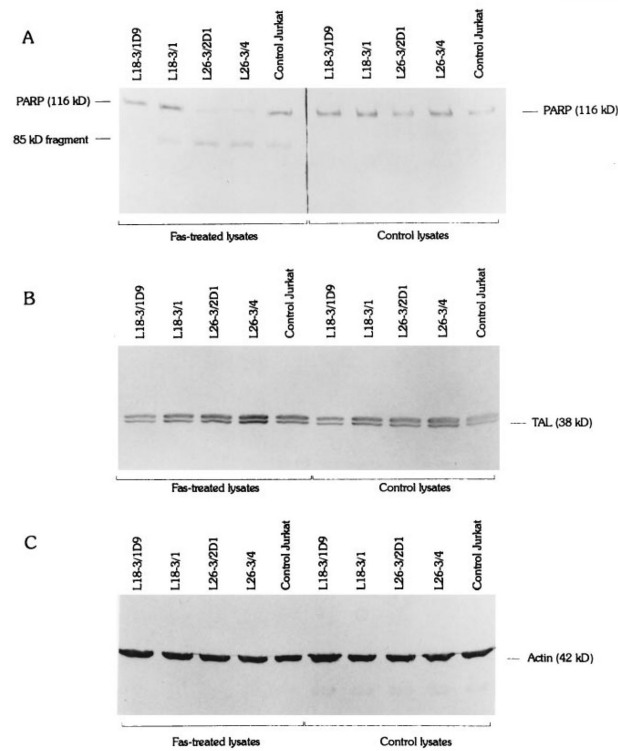 A
L18-3/1D9
L18-3/1
L26-3/2D1
L26-3/4
Control Jurkat
L18-3/1D9
L18-3/1
L26-3/2D1
L26-3/4
Control Jurkat
PARP (116 kD)
PARP (116 kD)
85 kD fragment
Fas-treated lysates
Control lysates
B
L18-3/1D9
L18-3/1
L26-3/2D1
L26-3/4
Control Jurkat
L18-3/1D9
L18-3/1
L26-3/2D1
L26-3/4
Control Jurkat
TAL (38 kD)
Fas-treated lysates
Control lysates
C
L18-3/1D9
L18-3/1
L26-3/2D1
L26-3/4
Control Jurkat
L18-3/1D9
L18-3/1
L26-3/2D1
L26-3/4
Control Jurkat
Actin (42 kD)
Fas-treated lysates
Control lysates